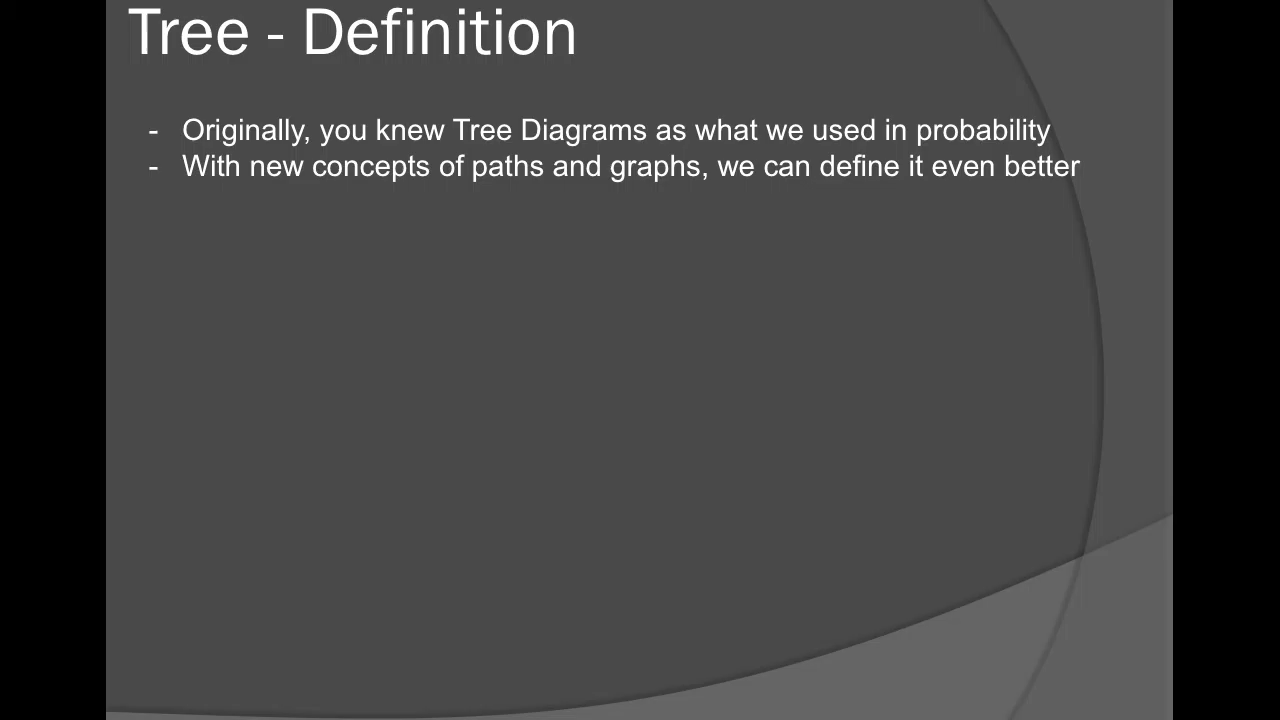 Tree - Definition
- Originally, you knew Tree Diagrams as what we used in probability
- With new concepts of paths and graphs, we can define it even better